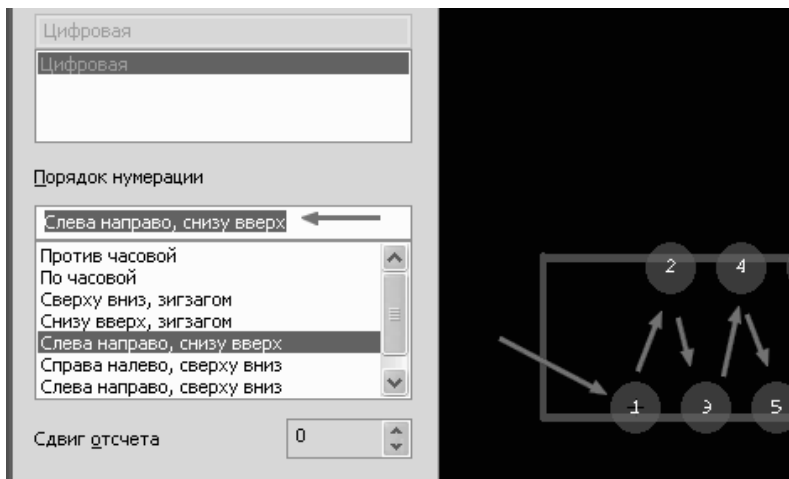 Цифровая
Цифровая
Порядок нумерации
Слева направо, снизу вверх
Против часовой
По часовой
Сверху вниз, зигзагом
Снизу вверх, зигзагом
Слева направо, снизу вверх
Справа налево, сверху вниз
Слева направо, сверху вниз
Сдвиг отсчета 0
2 4
1 3 5